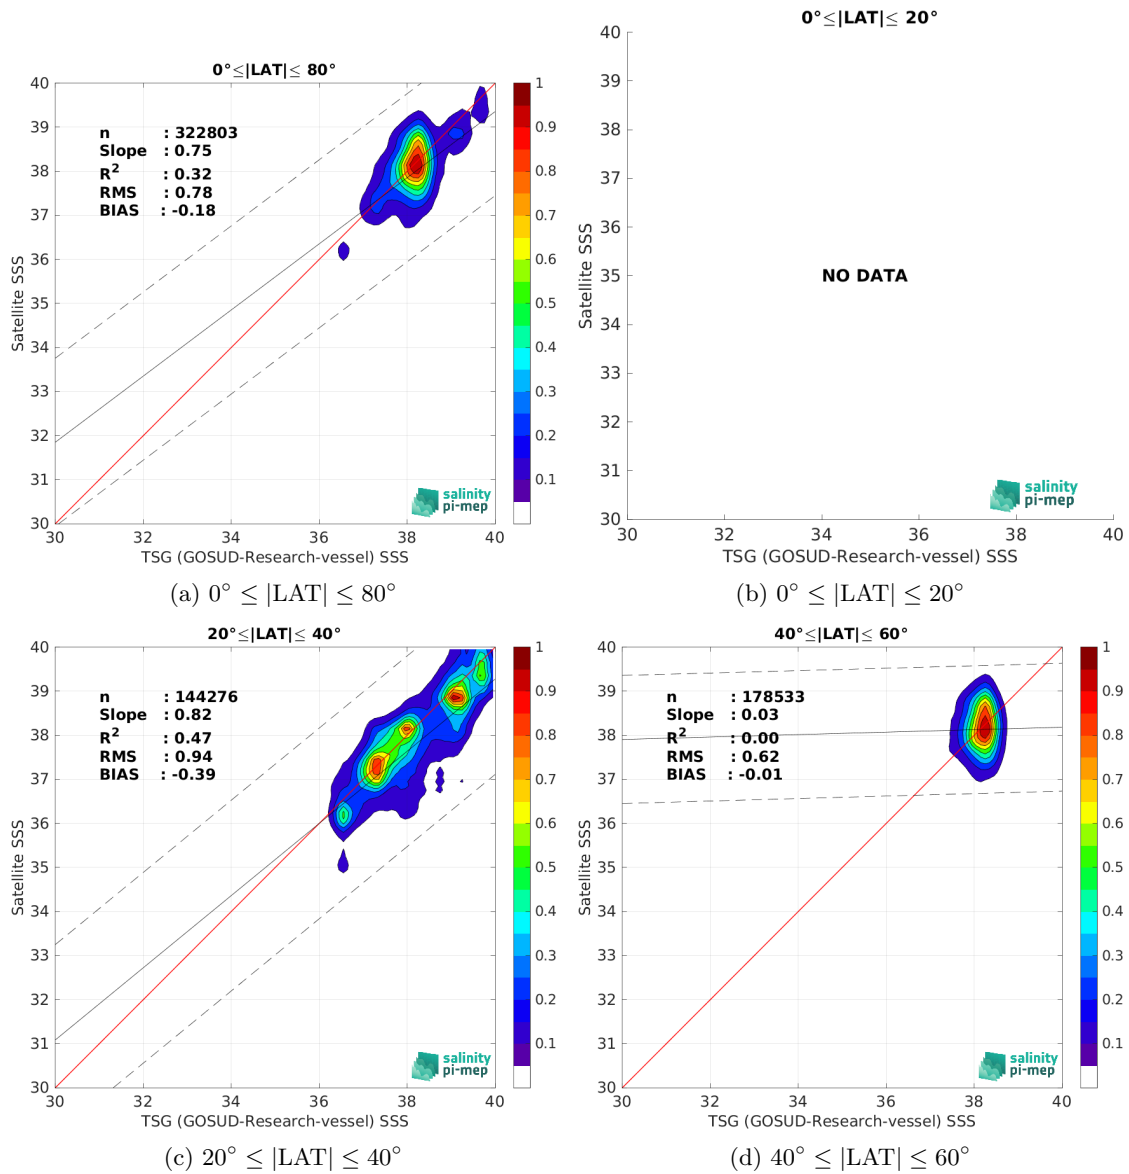 0°≤|LAT|≤ 80°
40
39
38
37
36
35
34
33
32
31
30
Satellite SSS
n : 322803
Slope : 0.75
R² : 0.32
RMS : 0.78
BIAS : -0.18
salinity
pi-mep
30 32 34 36 38 40
TSG (GOSUD-Research-vessel) SSS
1
0.9
0.8
0.7
0.6
0.5
0.4
0.3
0.2
0.1
(a) 0° ≤ |LAT| ≤ 80°
0°≤|LAT|≤ 20°
40
39
38
37
36
35
34
33
32
31
30
Satellite SSS
NO DATA
salinity
pi-mep
30 32 34 36 38 40
TSG (GOSUD-Research-vessel) SSS
(b) 0° ≤ |LAT| ≤ 20°
20°≤|LAT|≤ 40°
40
39
38
37
36
35
34
33
32
31
30
Satellite SSS
n : 144276
Slope : 0.82
R² : 0.47
RMS : 0.94
BIAS : -0.39
salinity
pi-mep
30 32 34 36 38 40
TSG (GOSUD-Research-vessel) SSS
1
0.9
0.8
0.7
0.6
0.5
0.4
0.3
0.2
0.1
(c) 20° ≤ |LAT| ≤ 40°
40°≤|LAT|≤ 60°
40
39
38
37
36
35
34
33
32
31
30
Satellite SSS
n : 178533
Slope : 0.03
R² : 0.00
RMS : 0.62
BIAS : -0.01
salinity
pi-mep
30 32 34 36 38 40
TSG (GOSUD-Research-vessel) SSS
1
0.9
0.8
0.7
0.6
0.5
0.4
0.3
0.2
0.1
(d) 40° ≤ |LAT| ≤ 60°